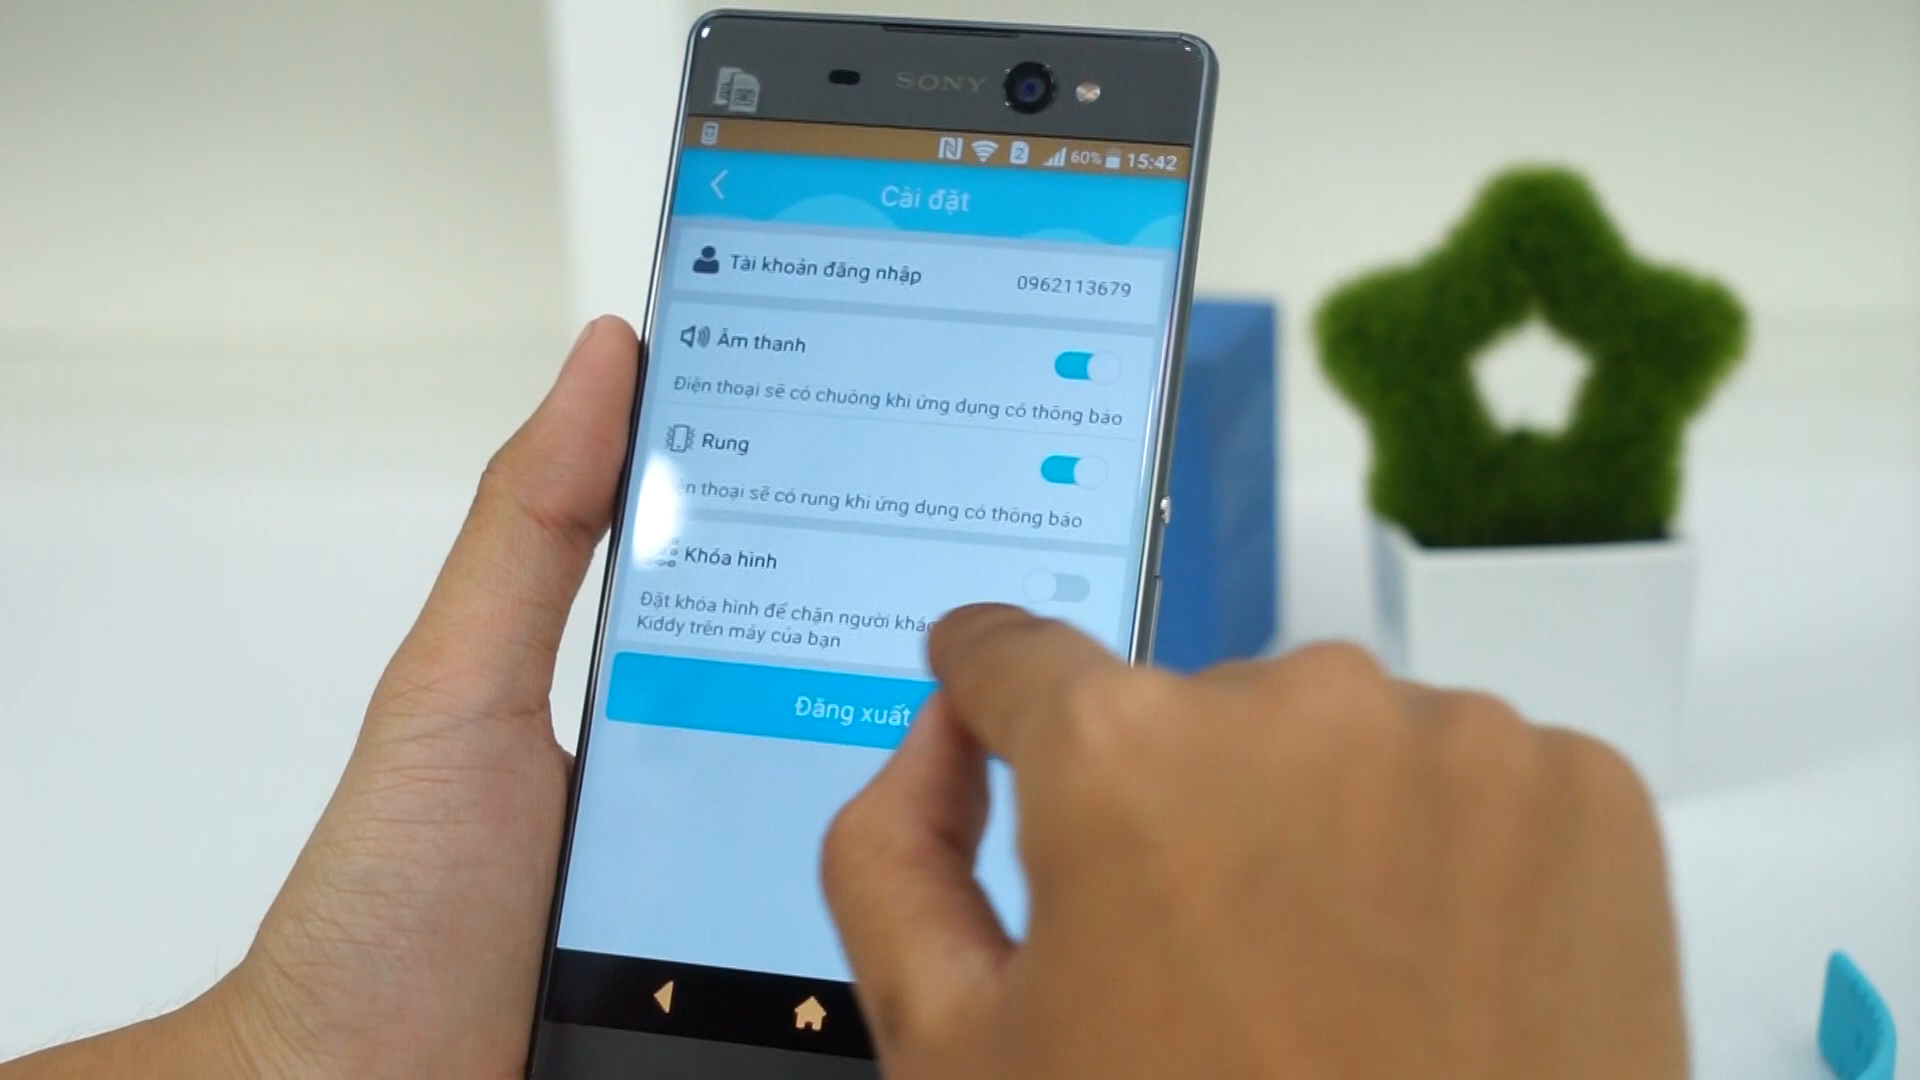 SONY
2 60% 15:42
Cài đặt
Tài khoản đăng nhập 0962113679
Âm thanh
Điện thoại sẽ có chuông khi ứng dụng có thông báo
Rung
thoại sẽ có rung khi ứng dụng có thông báo
Khóa hình
Đặt khóa hình để chặn người khác
Kiddy trên máy của bạn
Đăng xuất